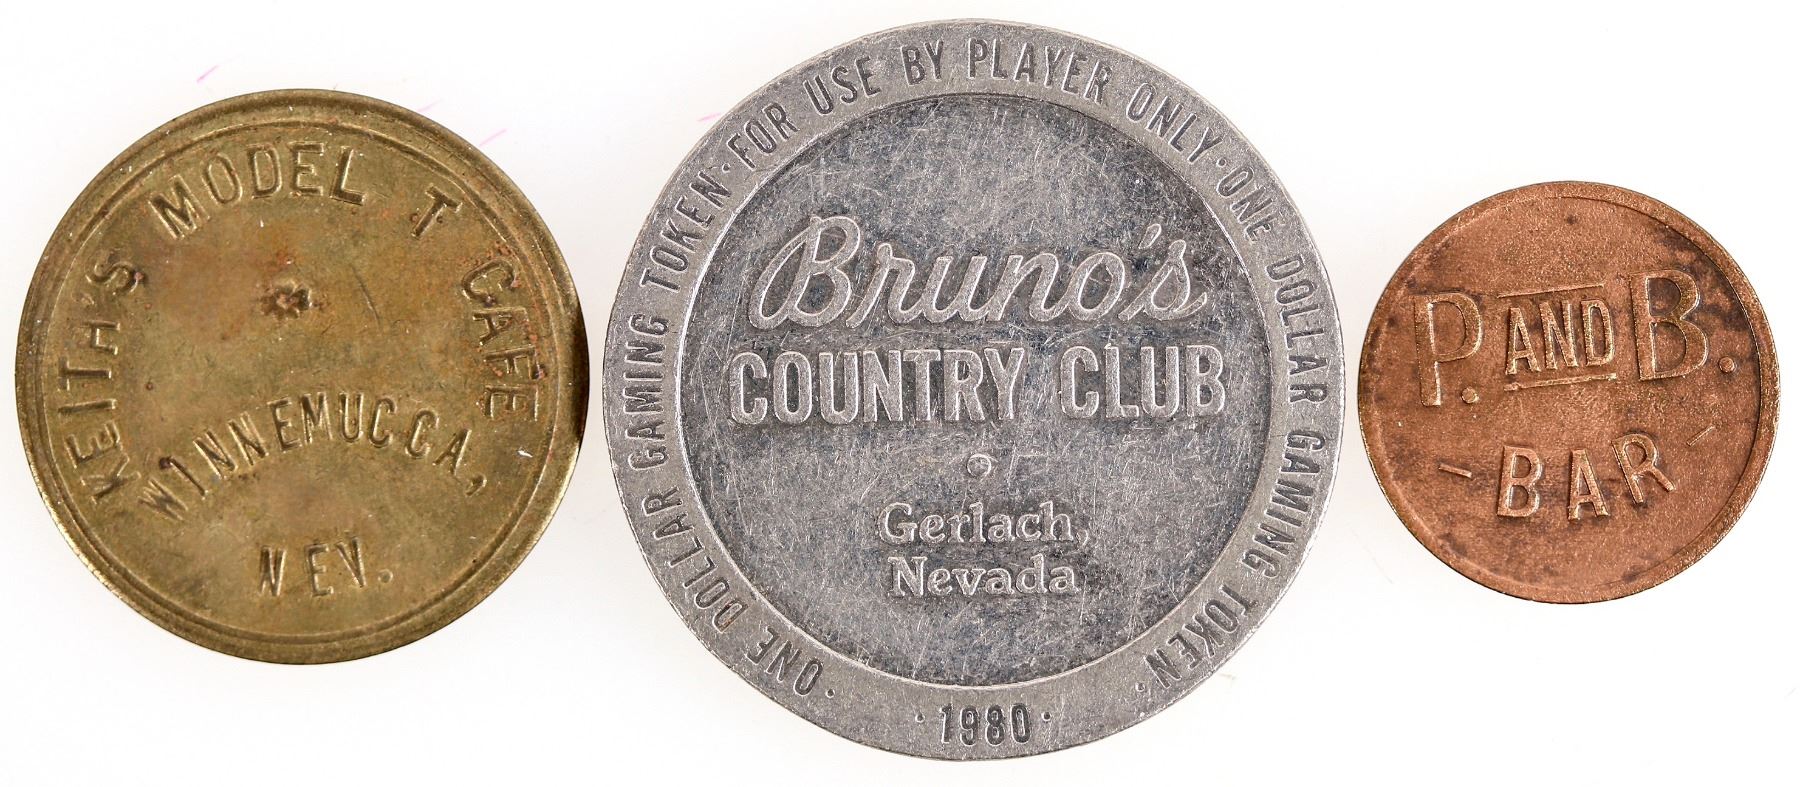 KEITH'S MODEL T CAFE
WINNEMUCCA,
NEV.
ONE DOLLAR GAMING TOKEN · FOR USE BY PLAYER ONLY · ONE DOLLAR GAMING TOKEN ·
Bruno's
COUNTRY CLUB
Gerlach,
Nevada
· 1980 ·
P. AND B.
- BAR -